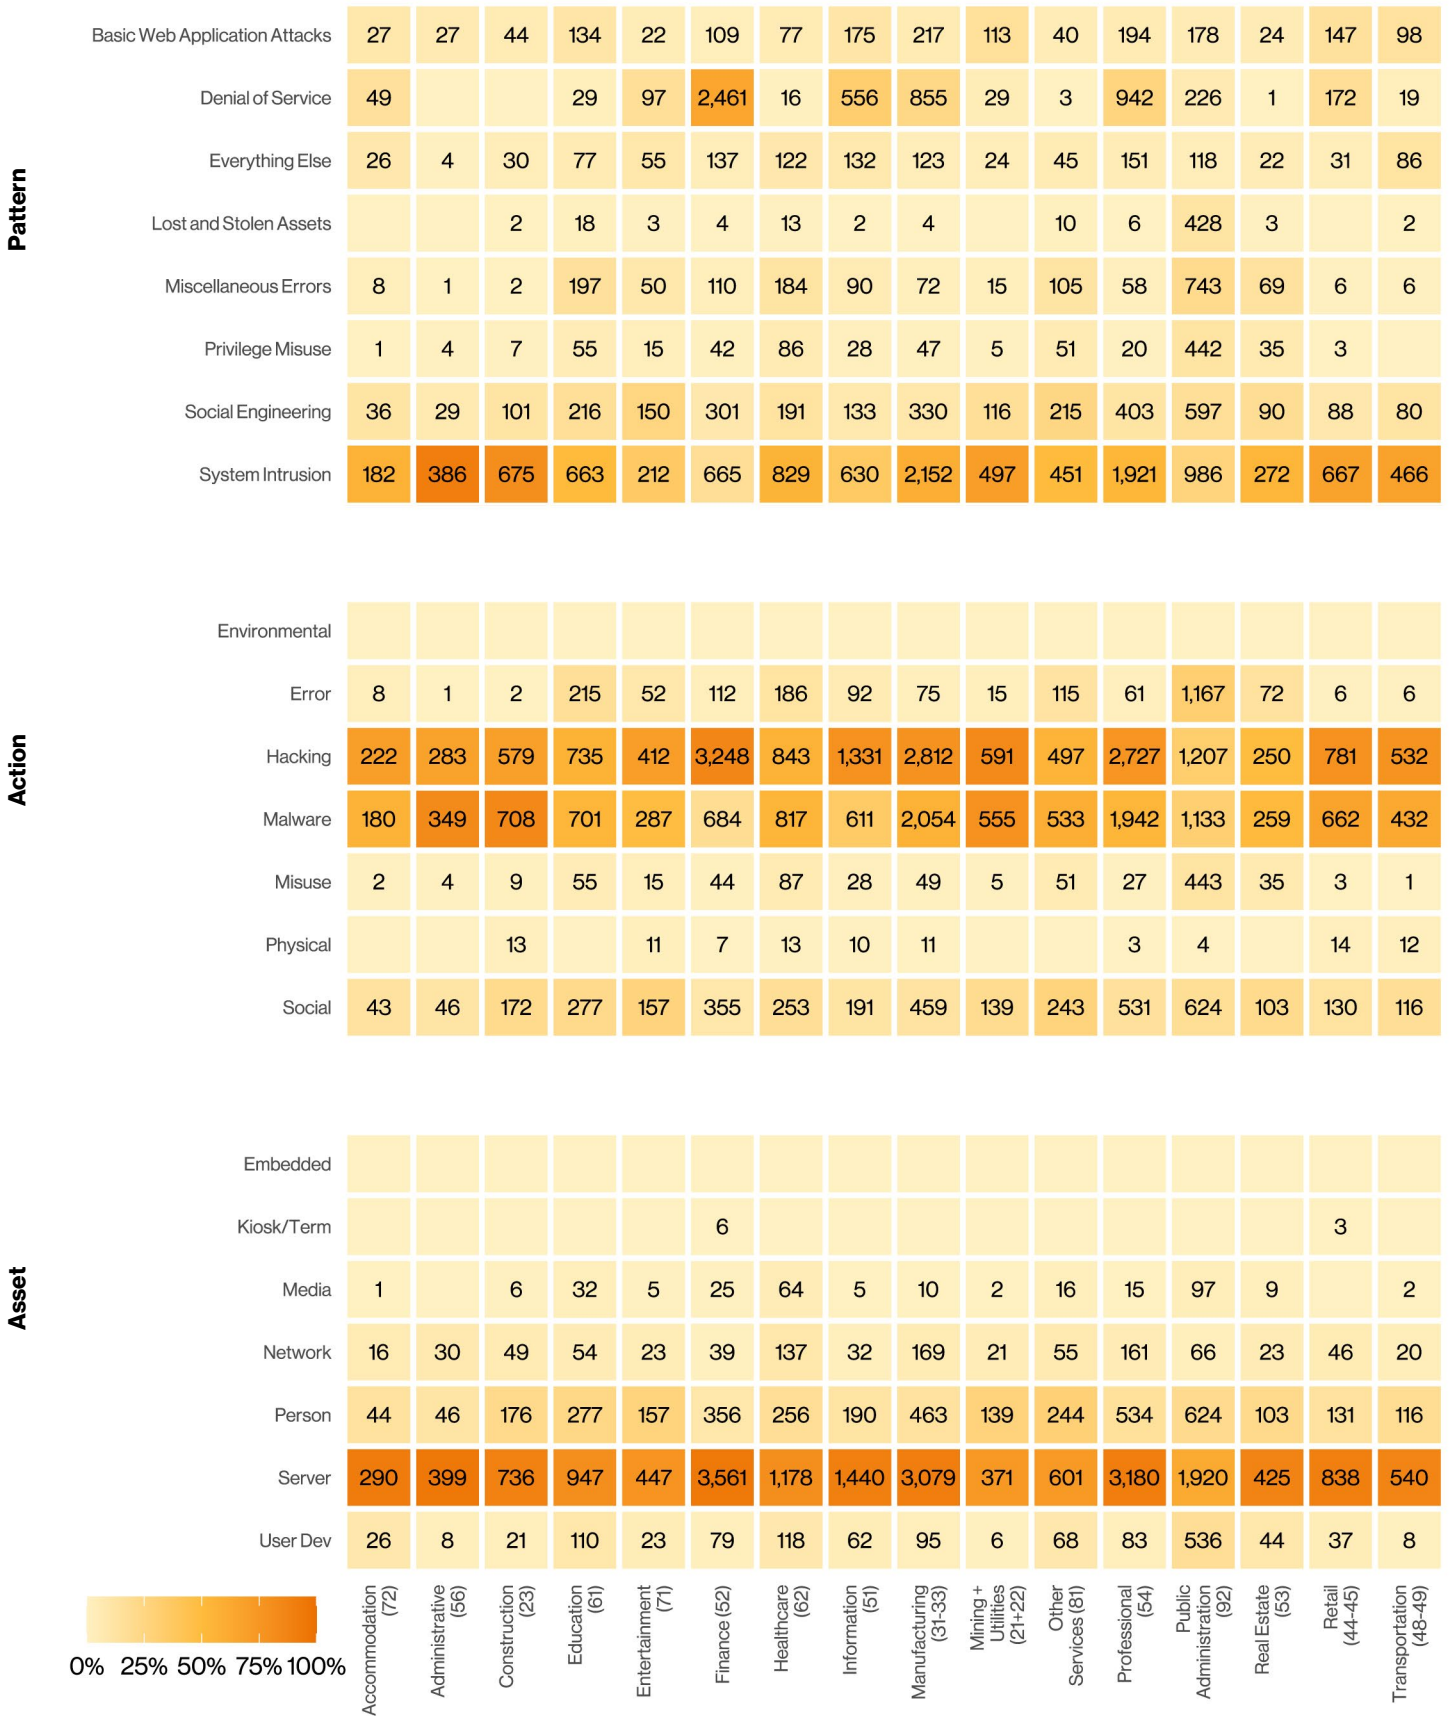 Pattern
Basic Web Application Attacks 27 27 44 134 22 109 77 175 217 113 40 194 178 24 147 98
Denial of Service 49 29 97 2,461 16 556 855 29 3 942 226 1 172 19
Everything Else 26 4 30 77 55 137 122 132 123 24 45 151 118 22 31 86
Lost and Stolen Assets 2 18 3 4 13 2 4 10 6 428 3 2
Miscellaneous Errors 8 1 2 197 50 110 184 90 72 15 105 58 743 69 6 6
Privilege Misuse 1 4 7 55 15 42 86 28 47 5 51 20 442 35 3
Social Engineering 36 29 101 216 150 301 191 133 330 116 215 403 597 90 88 80
System Intrusion 182 386 675 663 212 665 829 630 2,152 497 451 1,921 986 272 667 466
Action
Environmental
Error 8 1 2 215 52 112 186 92 75 15 115 61 1,167 72 6 6
Hacking 222 283 579 735 412 3,248 843 1,331 2,812 591 497 2,727 1,207 250 781 532
Malware 180 349 708 701 287 684 817 611 2,054 555 533 1,942 1,133 259 662 432
Misuse 2 4 9 55 15 44 87 28 49 5 51 27 443 35 3 1
Physical 13 11 7 13 10 11 3 4 14 12
Social 43 46 172 277 157 355 253 191 459 139 243 531 624 103 130 116
Asset
Embedded
Kiosk/Term 6 3
Media 1 6 32 5 25 64 5 10 2 16 15 97 9 2
Network 16 30 49 54 23 39 137 32 169 21 55 161 66 23 46 20
Person 44 46 176 277 157 356 256 190 463 139 244 534 624 103 131 116
Server 290 399 736 947 447 3,561 1,178 1,440 3,079 371 601 3,180 1,920 425 838 540
User Dev 26 8 21 110 23 79 118 62 95 6 68 83 536 44 37 8
0% 25% 50% 75% 100%
Accommodation
(72)
Administrative
(56)
Construction
(23)
Education
(61)
Entertainment
(71)
Finance (52)
Healthcare
(62)
Information
(51)
Manufacturing
(31-33)
Mining +
Utilities
(21+22)
Other
Services (81)
Professional
(54)
Public
Administration
(92)
Real Estate
(53)
Retail
(44-45)
Transportation
(48-49)